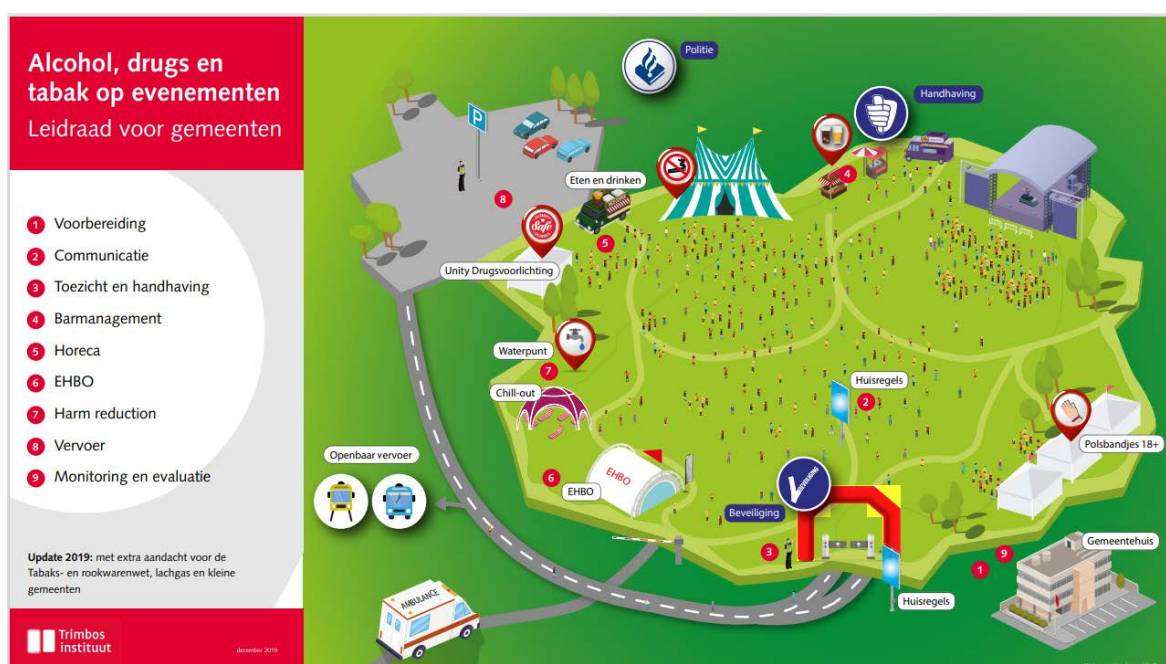 Alcohol, drugs en
tabak op evenementen
Leidraad voor gemeenten
1 Voorbereiding
2 Communicatie
3 Toezicht en handhaving
4 Barmanagement
5 Horeca
6 EHBO
7 Harm reduction
8 Vervoer
9 Monitoring en evaluatie
Update 2019: met extra aandacht voor de
Tabaks- en rookwarenwet, lachgas en kleine
gemeenten
Trimbos
instituut
december 2019
Politie
Handhaving
P
Eten en drinken
4
8
5
Safe
Unity Drugsvoorlichting
Waterpunt
7
Chill-out
Huisregels
2
Polsbandjes 18+
Openbaar vervoer
6
EHBO
EHBO
BEVEILIGING
Beveiliging
3
Gemeentehuis
9
1
Huisregels
AMBULANCE